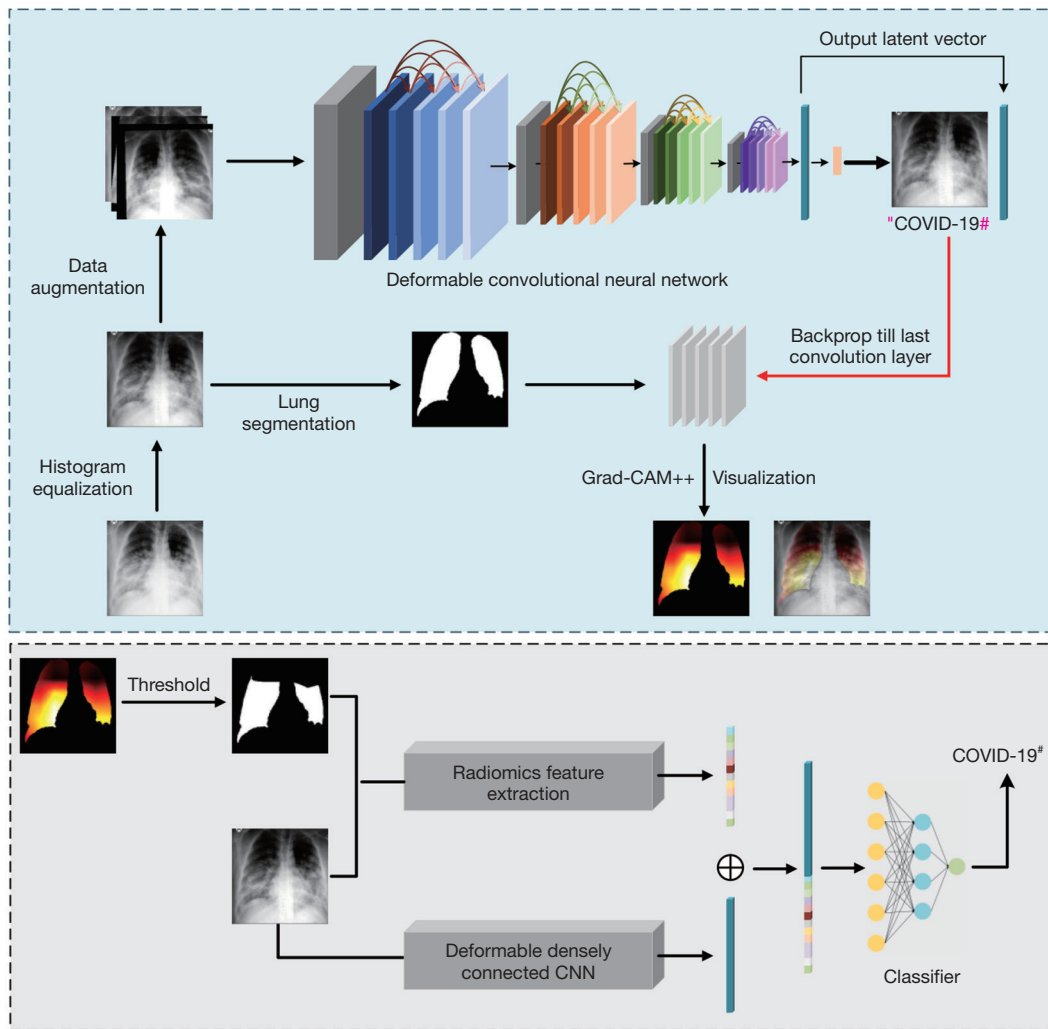 Output latent vector
"COVID-19#
Deformable convolutional neural network
Data
augmentation
Backprop till last
convolution layer
Lung
segmentation
Histogram
equalization
Grad-CAM++
Visualization
Threshold
Radiomics feature
extraction
COVID-19#
Deformable densely
connected CNN
Classifier